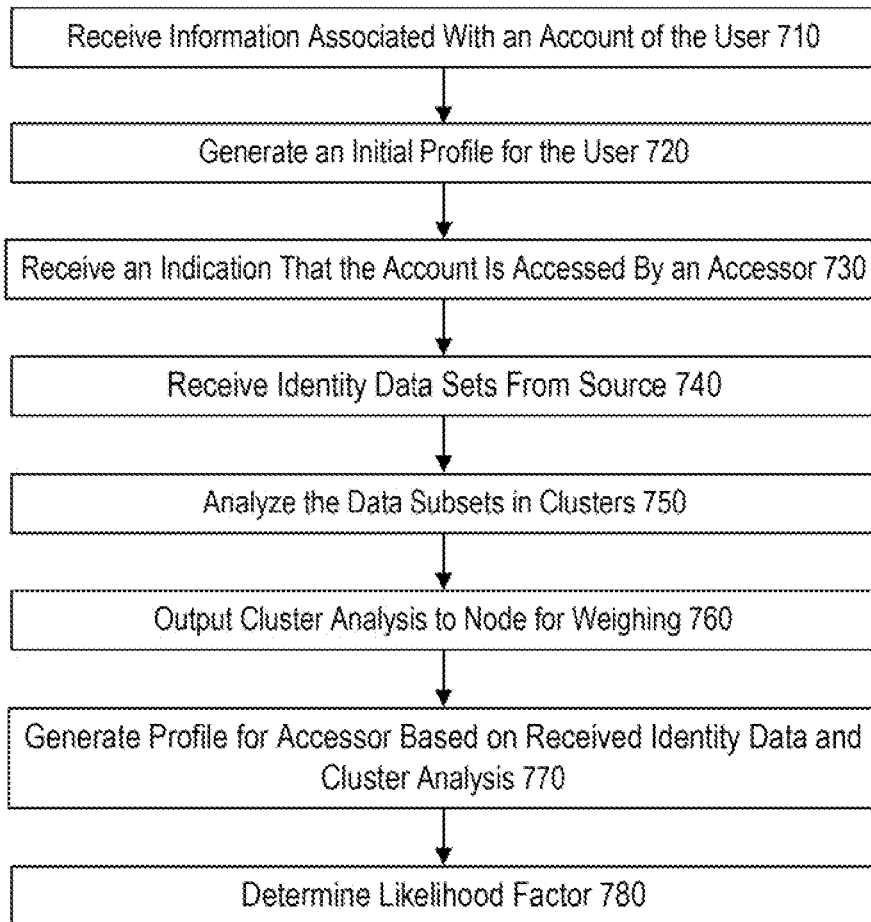 Receive Information Associated With an Account of the User 710
Generate an Initial Profile for the User 720
Receive an Indication That the Account Is Accessed By an Accessor 730
Receive Identity Data Sets From Source 740
Analyze the Data Subsets in Clusters 750
Output Cluster Analysis to Node for Weighing 760
Generate Profile for Accessor Based on Received Identity Data and
Cluster Analysis 770
Determine Likelihood Factor 780